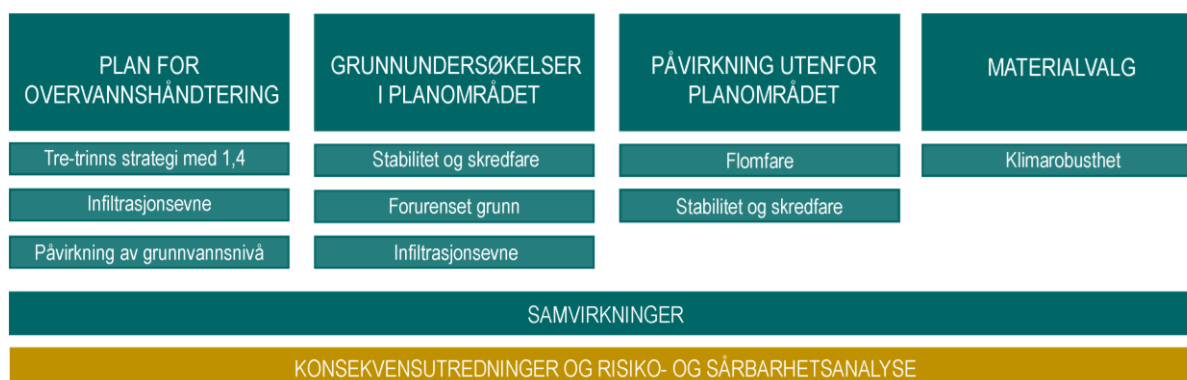 PLAN FOR
OVERVANNSHÅNDTERING
Tre-trinns strategi med 1,4
Infiltrasjonsevne
Påvirkning av grunnvannsnivå
GRUNNUNDERSØKELSER
I PLANOMRÅDET
Stabilitet og skredfare
Forurenset grunn
Infiltrasjonsevne
PÅVIRKNING UTENFOR
PLANOMRÅDET
Flomfare
Stabilitet og skredfare
MATERIALVALG
Klimarobusthet
SAMVIRKNINGER
KONSEKVENSUTREDNINGER OG RISIKO- OG SÅRBARHETSANALYSE